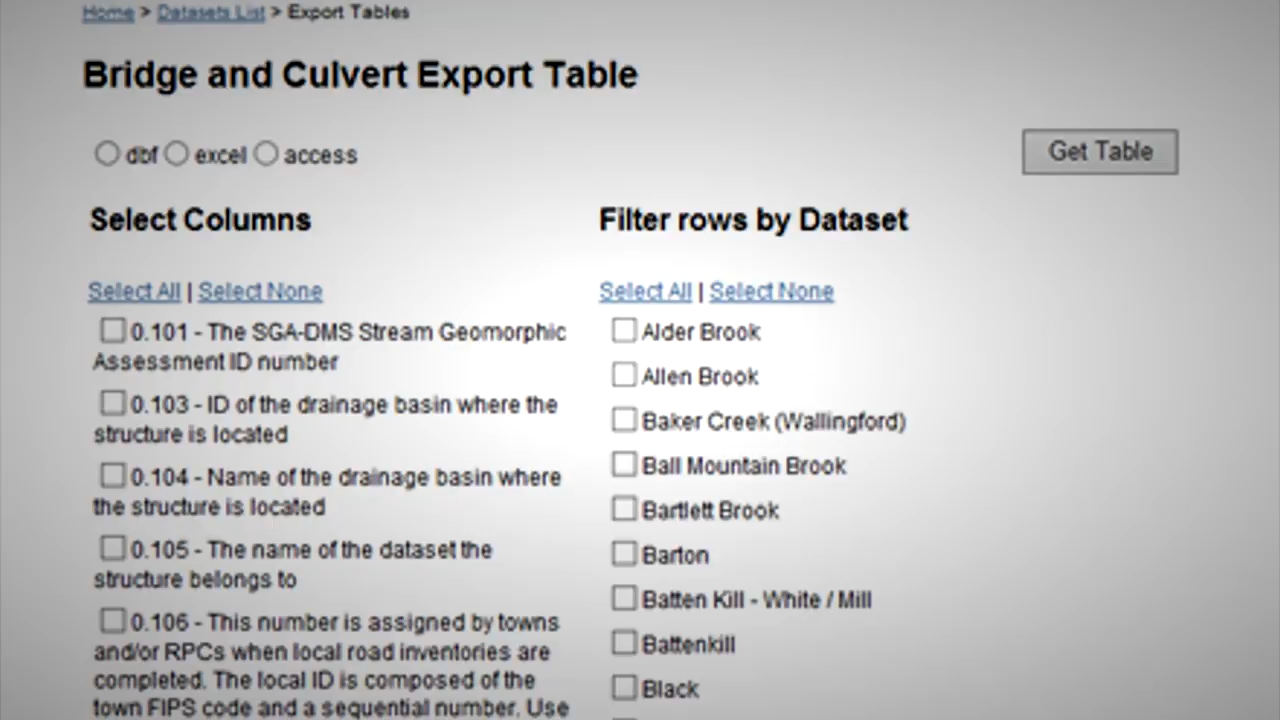 Home > Datasets List > Export Tables
Bridge and Culvert Export Table
dbf excel access
Get Table
Select Columns
Select All | Select None
0.101 - The SGA-DMS Stream Geomorphic
Assessment ID number
0.103 - ID of the drainage basin where the
structure is located
0.104 - Name of the drainage basin where
the structure is located
0.105 - The name of the dataset the
structure belongs to
0.106 - This number is assigned by towns
and/or RPCs when local road inventories are
completed. The local ID is composed of the
town FIPS code and a sequential number. Use
Filter rows by Dataset
Select All | Select None
Alder Brook
Allen Brook
Baker Creek (Wallingford)
Ball Mountain Brook
Bartlett Brook
Barton
Batten Kill - White / Mill
Battenkill
Black